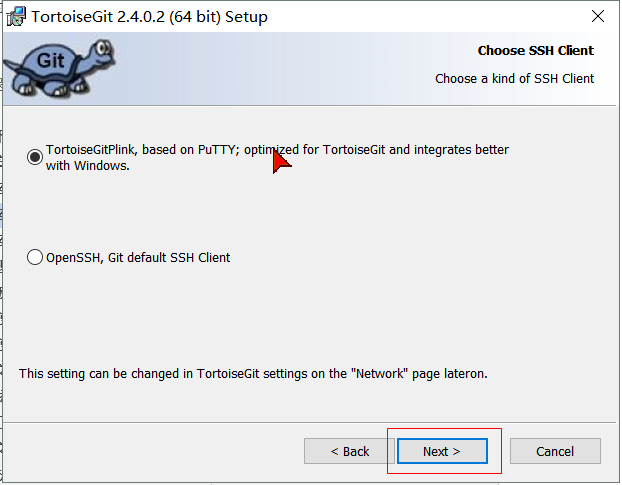 TortoiseGit 2.4.0.2 (64 bit) Setup
Git
Choose SSH Client
Choose a kind of SSH Client
TortoiseGitPlink, based on PuTTY; optimized for TortoiseGit and integrates better
with Windows.
OpenSSH, Git default SSH Client
This setting can be changed in TortoiseGit settings on the "Network" page lateron.
< Back
Next >
Cancel